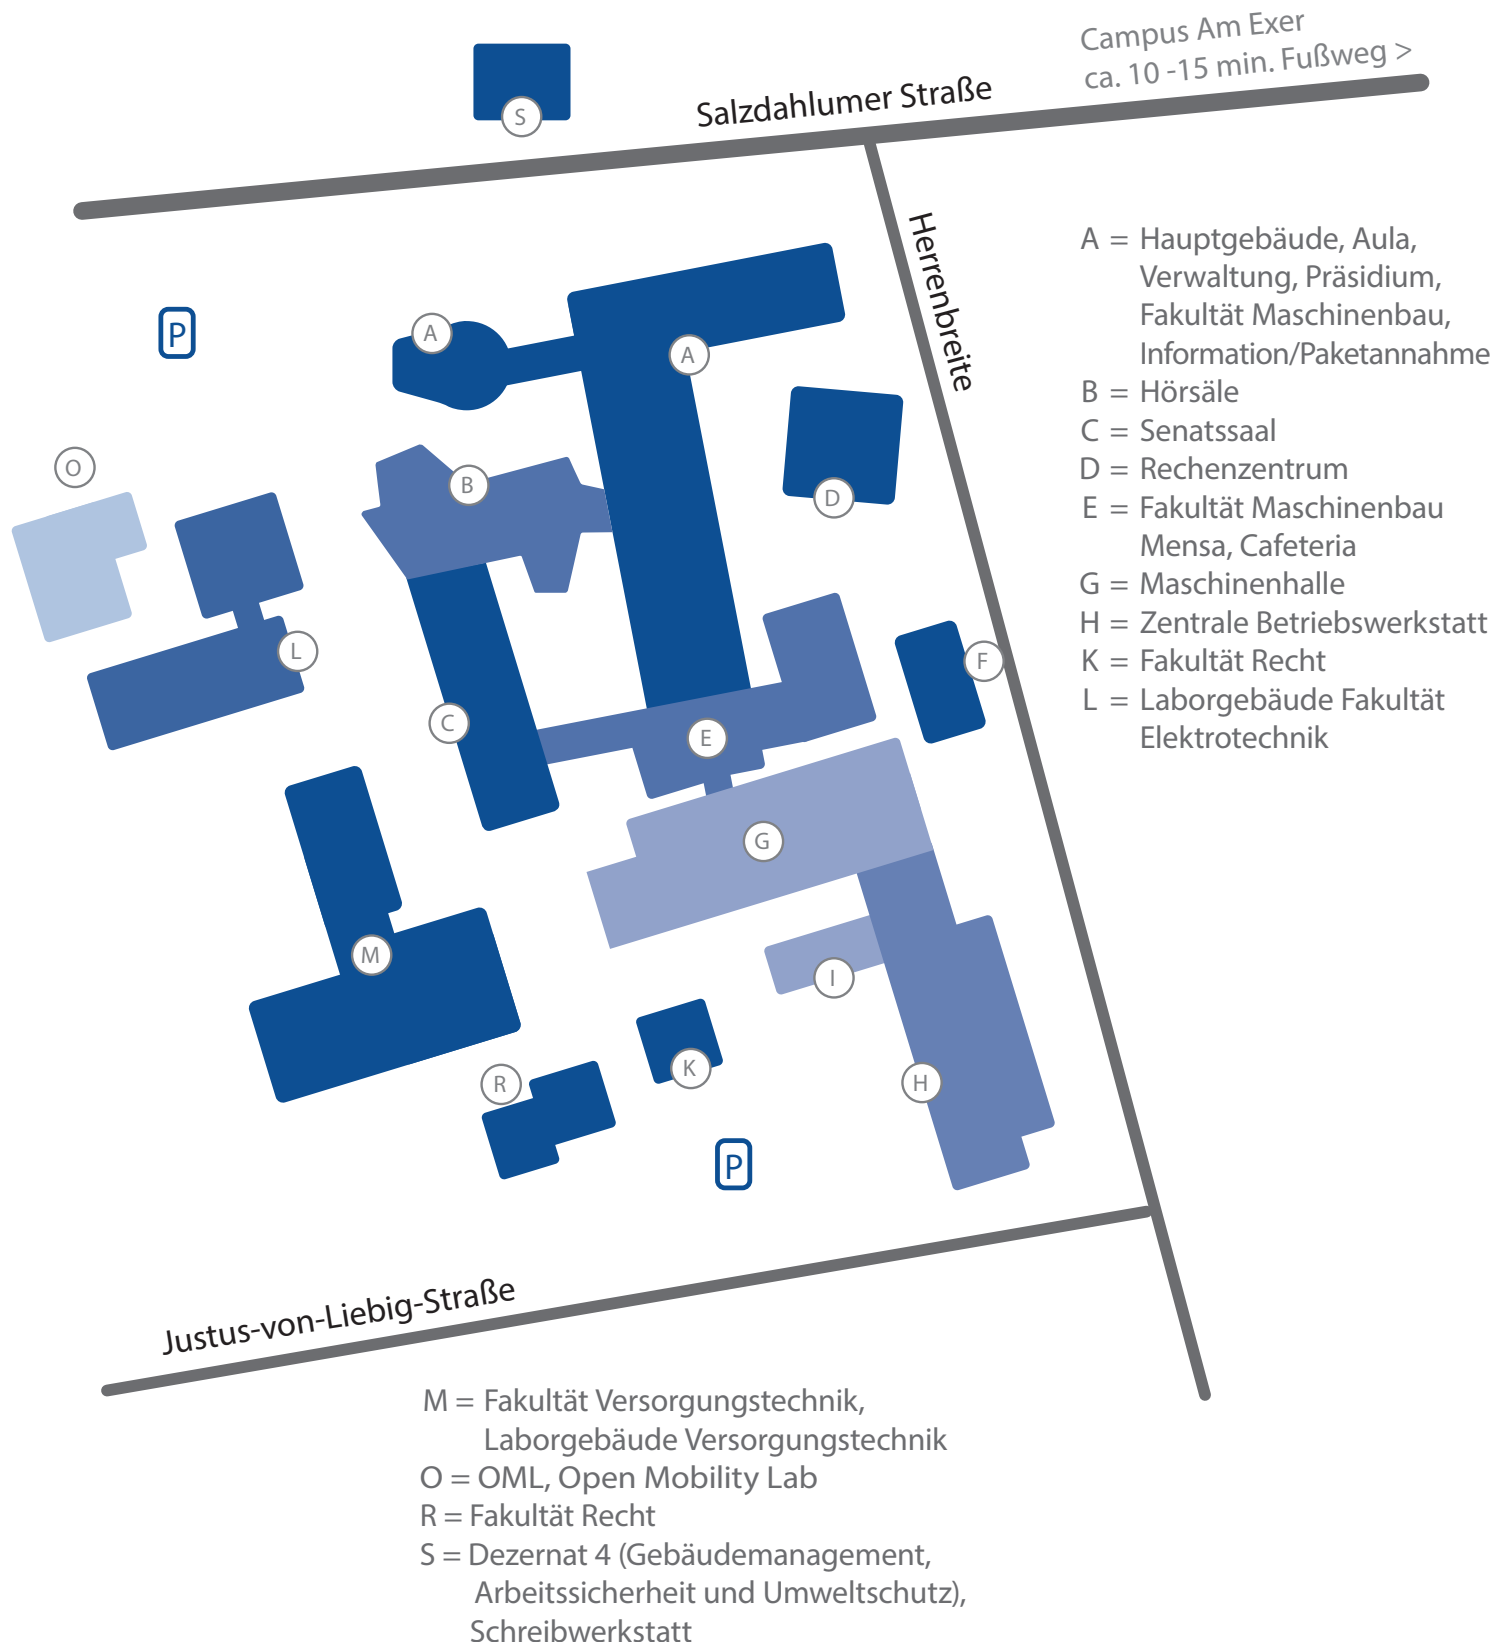 Campus Am Exer
ca. 10 -15 min. Fußweg >
Salzdahlumer Straße
S
Herrenbreite
A = Hauptgebäude, Aula,
Verwaltung, Präsidium,
Fakultät Maschinenbau,
Information/Paketannahme
B = Hörsäle
C = Senatssaal
D = Rechenzentrum
E = Fakultät Maschinenbau
Mensa, Cafeteria
G = Maschinenhalle
H = Zentrale Betriebswerkstatt
K = Fakultät Recht
L = Laborgebäude Fakultät
Elektrotechnik
P
A
A
O
B
D
L
F
C
E
G
M
I
K
R
H
P
Justus-von-Liebig-Straße
M = Fakultät Versorgungstechnik,
Laborgebäude Versorgungstechnik
O = OML, Open Mobility Lab
R = Fakultät Recht
S = Dezernat 4 (Gebäudemanagement,
Arbeitssicherheit und Umweltschutz),
Schreibwerkstatt